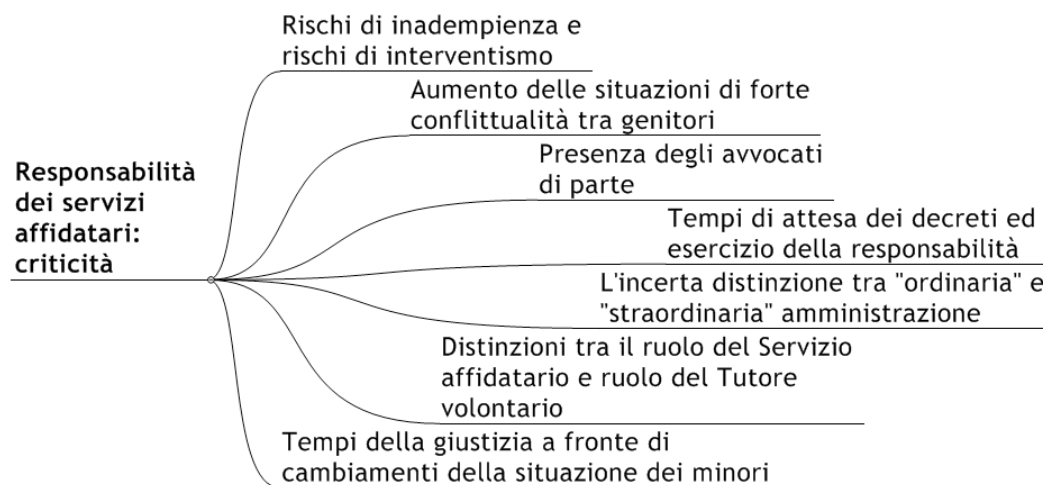 Rischi di inadempienza e
rischi di interventismo
Aumento delle situazioni di forte
conflittualità tra genitori
Presenza degli avvocati
di parte
Responsabilità
dei servizi
affidatari:
criticità
Tempi di attesa dei decreti ed
esercizio della responsabilità
L'incerta distinzione tra "ordinaria" e
"straordinaria" amministrazione
Distinzioni tra il ruolo del Servizio
affidatario e ruolo del Tutore
volontario
Tempi della giustizia a fronte di
cambiamenti della situazione dei minori